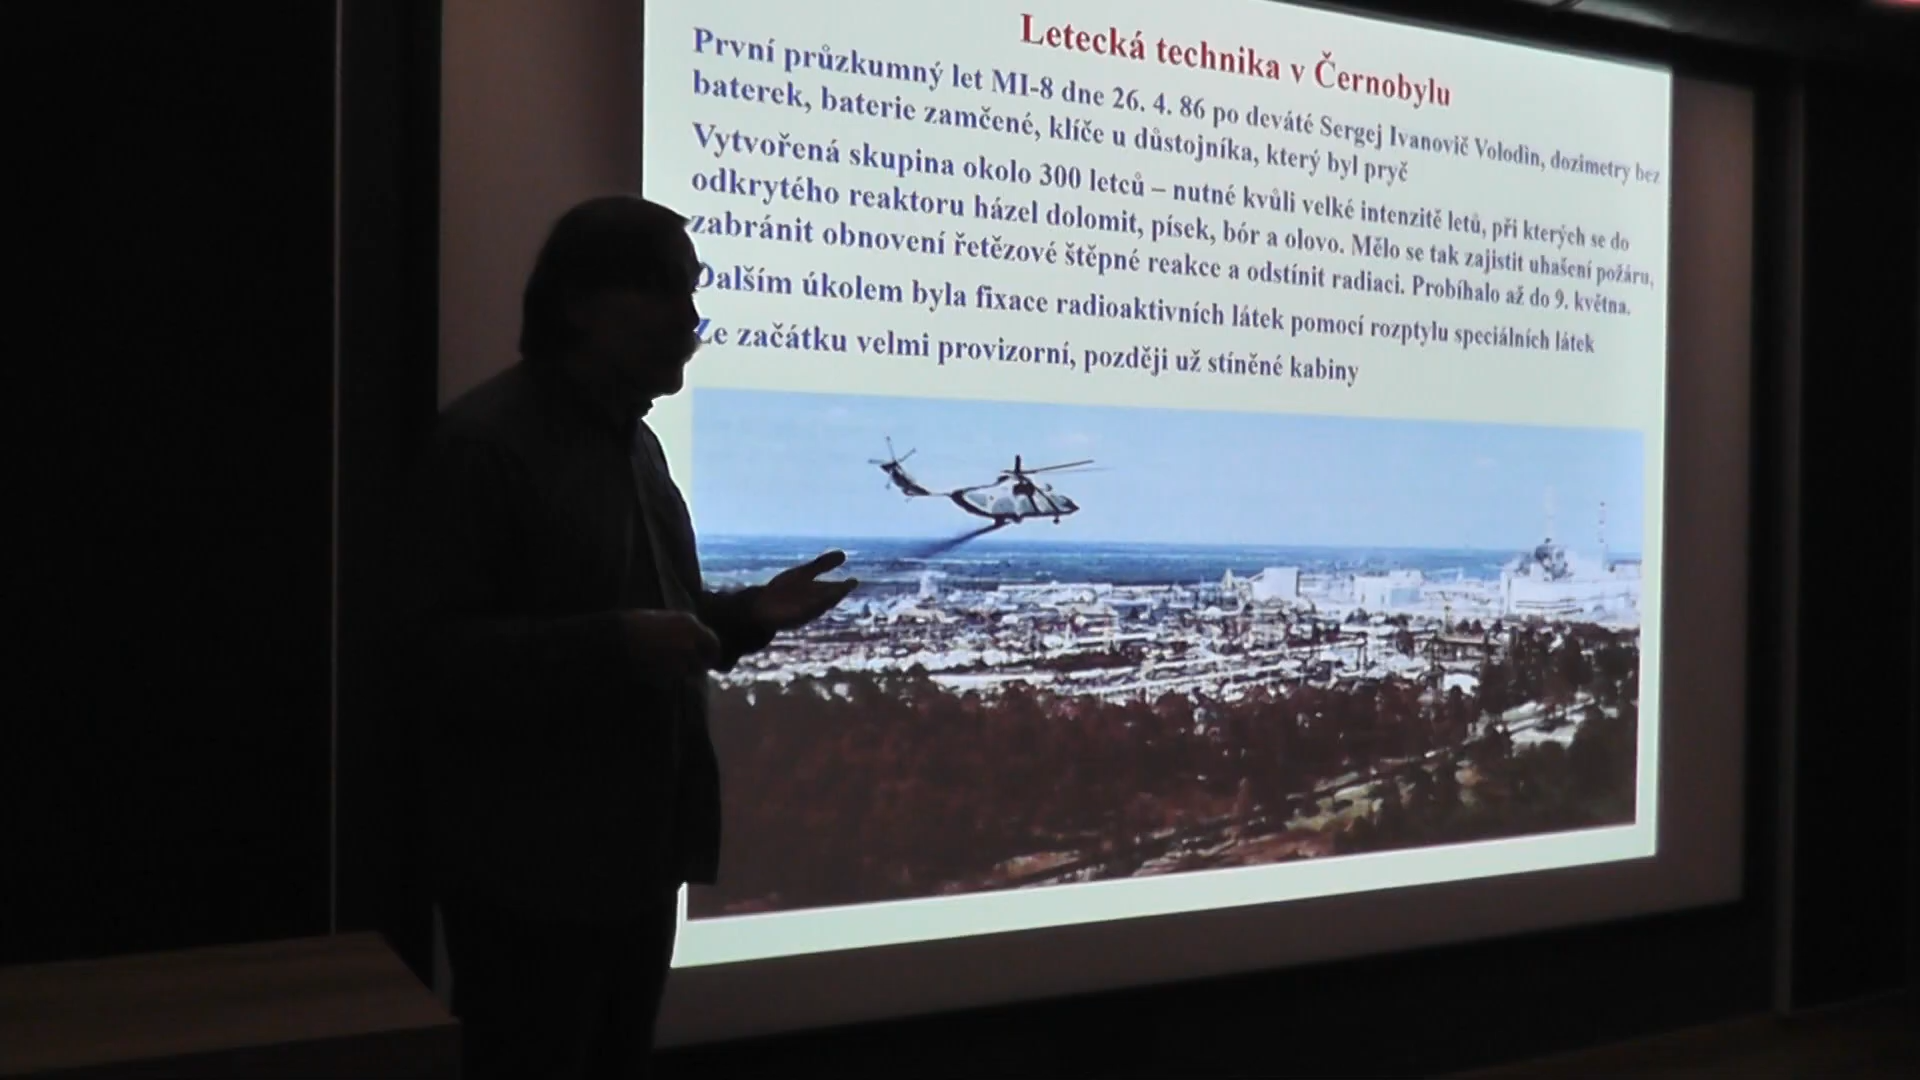 Letecká technika v Černobylu
První průzkumný let MI-8 dne 26. 4. 86 po deváté Sergej Ivanovič Volodin, dozimetry bez
baterek, baterie zamčené, klíče u důstojníka, který byl pryč
Vytvořená skupina okolo 300 letců – nutné kvůli velké intenzitě letů, při kterých se do
odkrytého reaktoru házel dolomit, písek, bór a olovo. Mělo se tak zajistit uhašení požáru,
zabránit obnovení řetězové štěpné reakce a odstínit radiaci. Probíhalo až do 9. května.
Dalším úkolem byla fixace radioaktivních látek pomocí rozptylu speciálních látek
Ze začátku velmi provizorní, později už stíněné kabiny